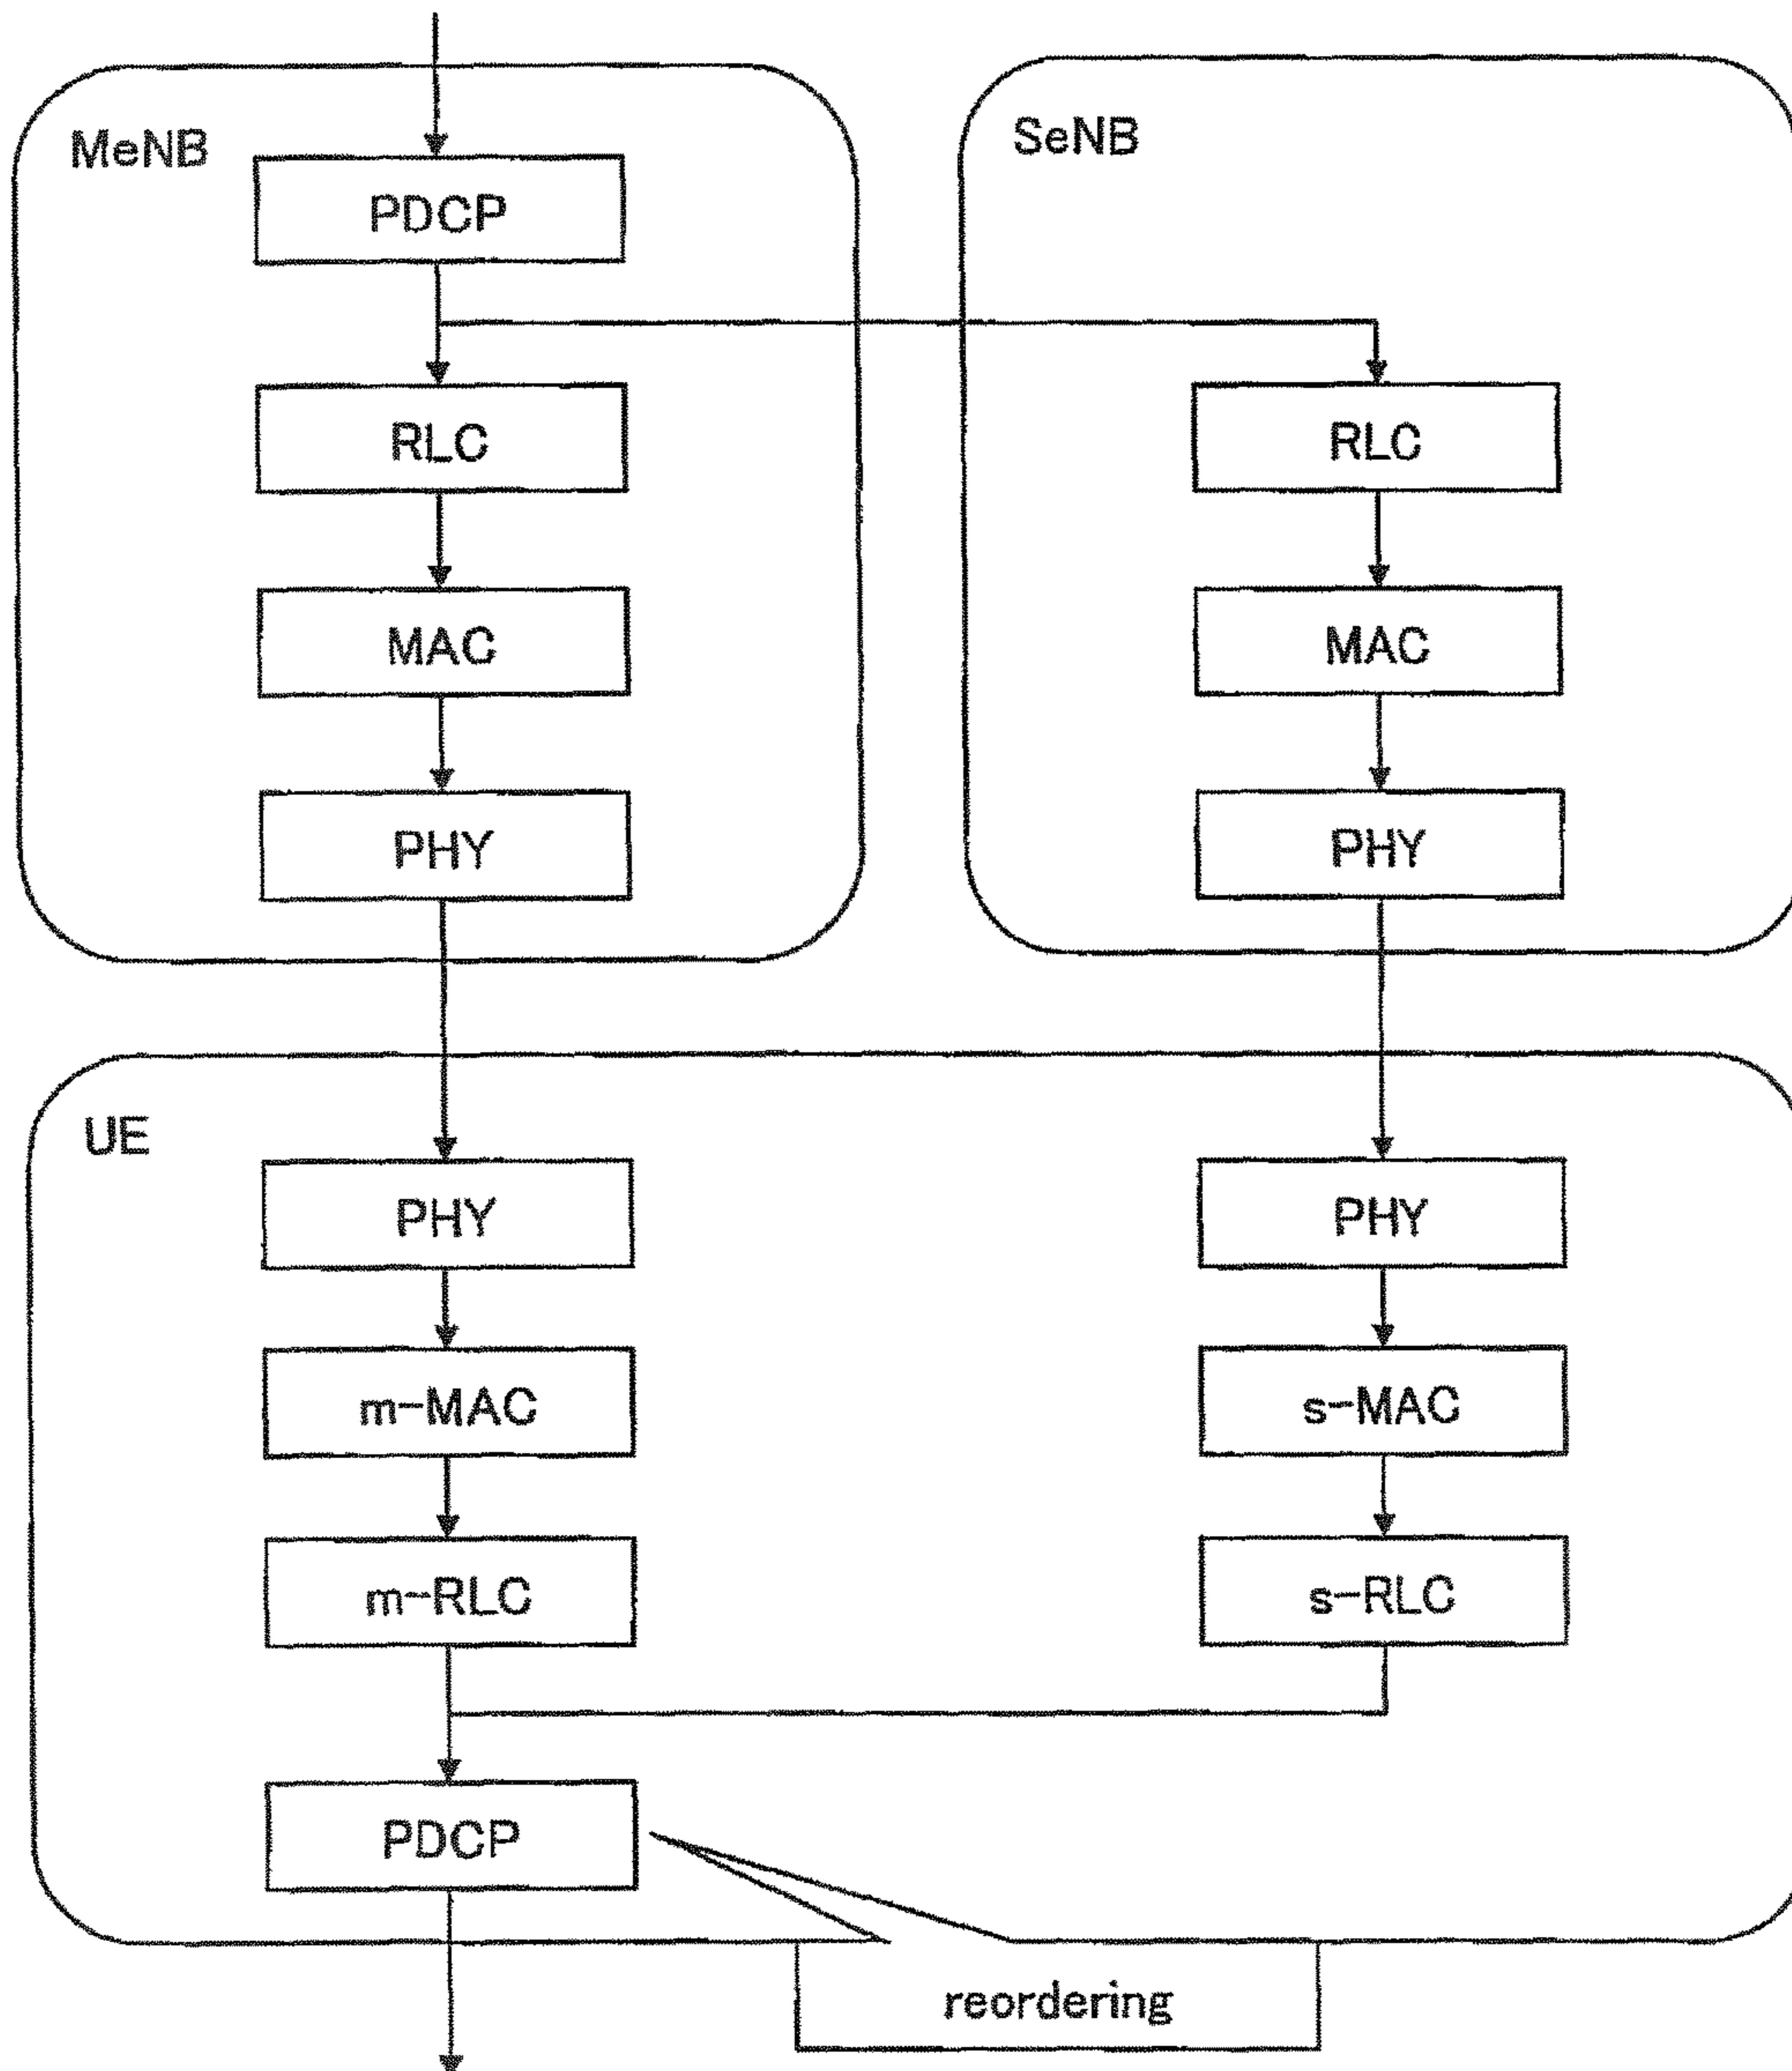 MeNB
SeNB
PDCP
RLC
RLC
MAC
MAC
PHY
PHY
UE
PHY
PHY
m-MAC
s-MAC
m-RLC
s-RLC
PDCP
reordering